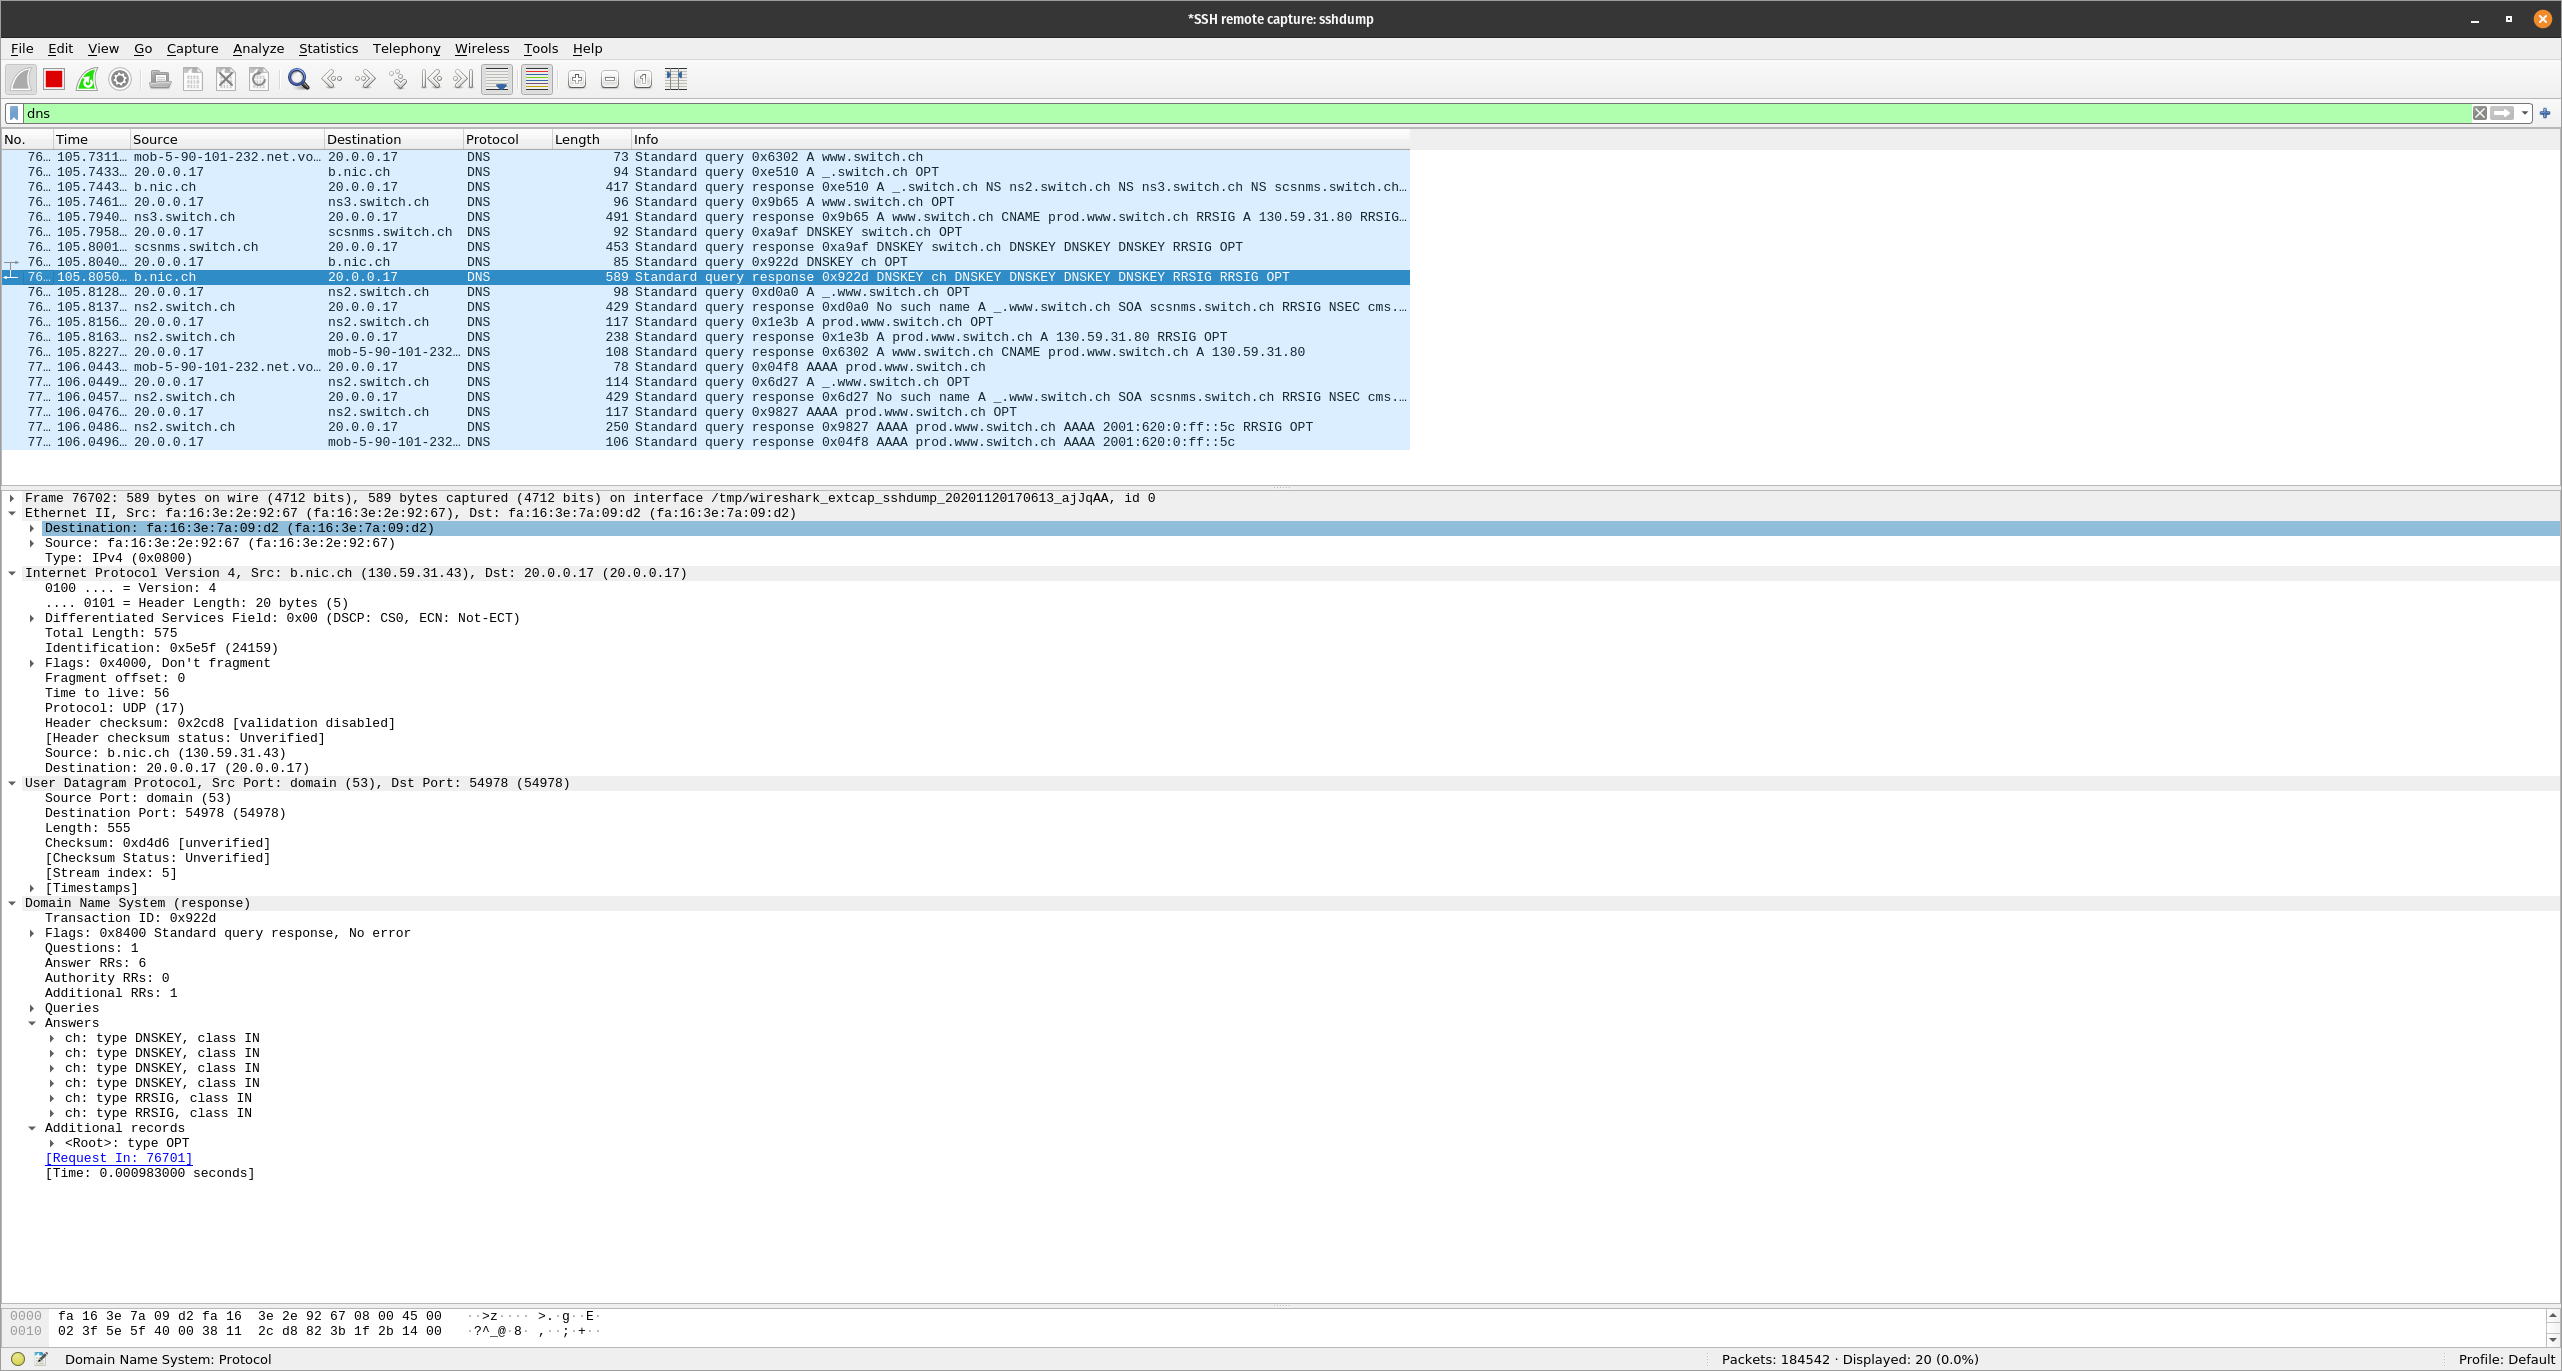 *SSH remote capture: sshdump
File Edit View Go Capture Analyze Statistics Telephony Wireless Tools Help
dns
No. Time Source Destination Protocol Length Info
76… 105.7311… mob-5-90-101-232.net.vo… 20.0.0.17 DNS 73 Standard query 0x6302 A www.switch.ch
76… 105.7433… 20.0.0.17 b.nic.ch DNS 94 Standard query 0xe510 A _.switch.ch OPT
76… 105.7443… b.nic.ch 20.0.0.17 DNS 417 Standard query response 0xe510 A _.switch.ch NS ns2.switch.ch NS ns3.switch.ch NS scsnms.switch.ch…
76… 105.7461… 20.0.0.17 ns3.switch.ch DNS 96 Standard query 0x9b65 A www.switch.ch OPT
76… 105.7940… ns3.switch.ch 20.0.0.17 DNS 491 Standard query response 0x9b65 A www.switch.ch CNAME prod.www.switch.ch RRSIG A 130.59.31.80 RRSIG…
76… 105.7958… 20.0.0.17 scsnms.switch.ch DNS 92 Standard query 0xa9af DNSKEY switch.ch OPT
76… 105.8001… scsnms.switch.ch 20.0.0.17 DNS 453 Standard query response 0xa9af DNSKEY switch.ch DNSKEY DNSKEY DNSKEY RRSIG OPT
76… 105.8040… 20.0.0.17 b.nic.ch DNS 85 Standard query 0x922d DNSKEY ch OPT
76… 105.8050… b.nic.ch 20.0.0.17 DNS 589 Standard query response 0x922d DNSKEY ch DNSKEY DNSKEY DNSKEY DNSKEY RRSIG RRSIG OPT
76… 105.8128… 20.0.0.17 ns2.switch.ch DNS 98 Standard query 0xd0a0 A _.www.switch.ch OPT
76… 105.8137… ns2.switch.ch 20.0.0.17 DNS 429 Standard query response 0xd0a0 No such name A _.www.switch.ch SOA scsnms.switch.ch RRSIG NSEC cms.…
76… 105.8156… 20.0.0.17 ns2.switch.ch DNS 117 Standard query 0x1e3b A prod.www.switch.ch OPT
76… 105.8163… ns2.switch.ch 20.0.0.17 DNS 238 Standard query response 0x1e3b A prod.www.switch.ch A 130.59.31.80 RRSIG OPT
76… 105.8227… 20.0.0.17 mob-5-90-101-232… DNS 108 Standard query response 0x6302 A www.switch.ch CNAME prod.www.switch.ch A 130.59.31.80
77… 106.0443… mob-5-90-101-232.net.vo… 20.0.0.17 DNS 78 Standard query 0x04f8 AAAA prod.www.switch.ch
77… 106.0449… 20.0.0.17 ns2.switch.ch DNS 114 Standard query 0x6d27 A _.www.switch.ch OPT
77… 106.0457… ns2.switch.ch 20.0.0.17 DNS 429 Standard query response 0x6d27 No such name A _.www.switch.ch SOA scsnms.switch.ch RRSIG NSEC cms.…
77… 106.0476… 20.0.0.17 ns2.switch.ch DNS 117 Standard query 0x9827 AAAA prod.www.switch.ch OPT
77… 106.0486… ns2.switch.ch 20.0.0.17 DNS 250 Standard query response 0x9827 AAAA prod.www.switch.ch AAAA 2001:620:0:ff::5c RRSIG OPT
77… 106.0496… 20.0.0.17 mob-5-90-101-232… DNS 106 Standard query response 0x04f8 AAAA prod.www.switch.ch AAAA 2001:620:0:ff::5c
Frame 76702: 589 bytes on wire (4712 bits), 589 bytes captured (4712 bits) on interface /tmp/wireshark_extcap_sshdump_20201120170613_ajJqAA, id 0
Ethernet II, Src: fa:16:3e:2e:92:67 (fa:16:3e:2e:92:67), Dst: fa:16:3e:7a:09:d2 (fa:16:3e:7a:09:d2)
Destination: fa:16:3e:7a:09:d2 (fa:16:3e:7a:09:d2)
Source: fa:16:3e:2e:92:67 (fa:16:3e:2e:92:67)
Type: IPv4 (0x0800)
Internet Protocol Version 4, Src: b.nic.ch (130.59.31.43), Dst: 20.0.0.17 (20.0.0.17)
0100 .... = Version: 4
.... 0101 = Header Length: 20 bytes (5)
Differentiated Services Field: 0x00 (DSCP: CS0, ECN: Not-ECT)
Total Length: 575
Identification: 0x5e5f (24159)
Flags: 0x4000, Don't fragment
Fragment offset: 0
Time to live: 56
Protocol: UDP (17)
Header checksum: 0x2cd8 [validation disabled]
[Header checksum status: Unverified]
Source: b.nic.ch (130.59.31.43)
Destination: 20.0.0.17 (20.0.0.17)
User Datagram Protocol, Src Port: domain (53), Dst Port: 54978 (54978)
Source Port: domain (53)
Destination Port: 54978 (54978)
Length: 555
Checksum: 0xd4d6 [unverified]
[Checksum Status: Unverified]
[Stream index: 5]
[Timestamps]
Domain Name System (response)
Transaction ID: 0x922d
Flags: 0x8400 Standard query response, No error
Questions: 1
Answer RRs: 6
Authority RRs: 0
Additional RRs: 1
Queries
Answers
ch: type DNSKEY, class IN
ch: type DNSKEY, class IN
ch: type DNSKEY, class IN
ch: type DNSKEY, class IN
ch: type RRSIG, class IN
ch: type RRSIG, class IN
Additional records
<Root>: type OPT
[Request In: 76701]
[Time: 0.000983000 seconds]
0000 fa 16 3e 7a 09 d2 fa 16 3e 2e 92 67 08 00 45 00 ··>z···· >.·g··E·
0010 02 3f 5e 5f 40 00 38 11 2c d8 82 3b 1f 2b 14 00 ·?^_@·8· ,··;·+··
Domain Name System: Protocol
Packets: 184542 · Displayed: 20 (0.0%)
Profile: Default